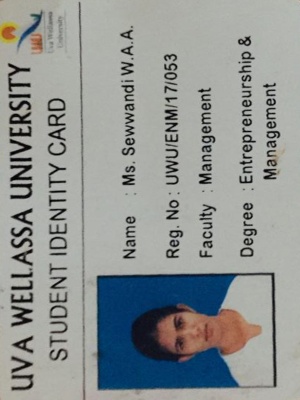 UWU
Uva Wellassa
University
UVA WELLASSA UNIVERSITY
STUDENT IDENTITY CARD
Name : Ms. Sewwandi W.A.A.
Reg. No : UWU/ENM/17/053
Faculty : Management
Degree : Entrepreneurship &
Management